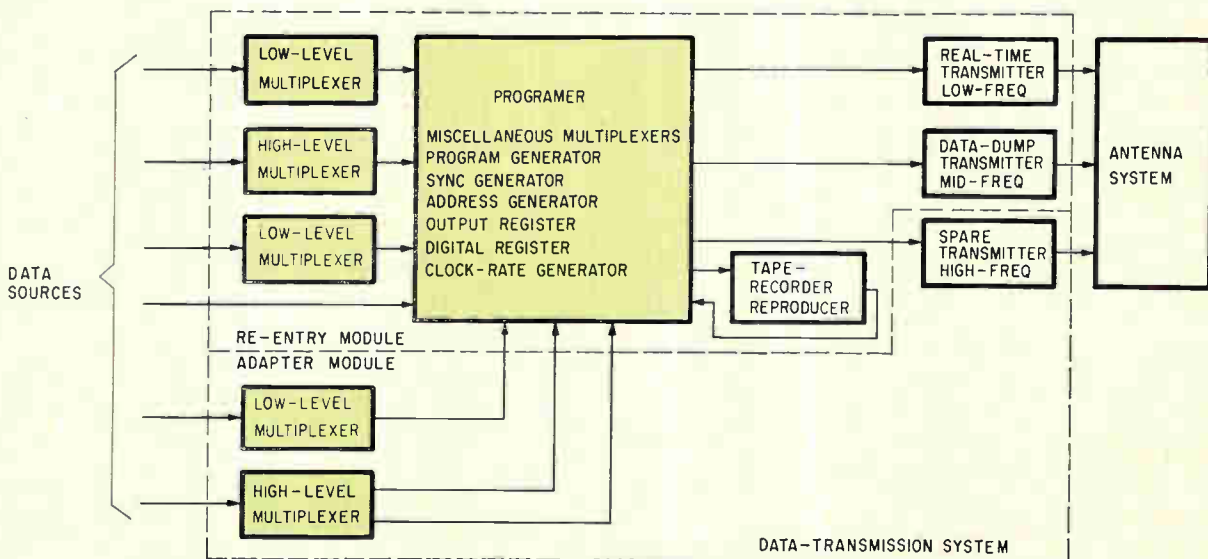 LOW-LEVEL
MULTIPLEXER
HIGH-LEVEL
MULTIPLEXER
LOW-LEVEL
MULTIPLEXER
DATA
SOURCES
PROGRAMER
MISCELLANEOUS MULTIPLEXERS
PROGRAM GENERATOR
SYNC GENERATOR
ADDRESS GENERATOR
OUTPUT REGISTER
DIGITAL REGISTER
CLOCK-RATE GENERATOR
TAPE-
RECORDER
REPRODUCER
REAL-TIME
TRANSMITTER
LOW-FREQ
DATA-DUMP
TRANSMITTER
MID-FREQ
SPARE
TRANSMITTER
HIGH-FREQ
ANTENNA
SYSTEM
RE-ENTRY MODULE
ADAPTER MODULE
LOW-LEVEL
MULTIPLEXER
HIGH-LEVEL
MULTIPLEXER
DATA-TRANSMISSION SYSTEM